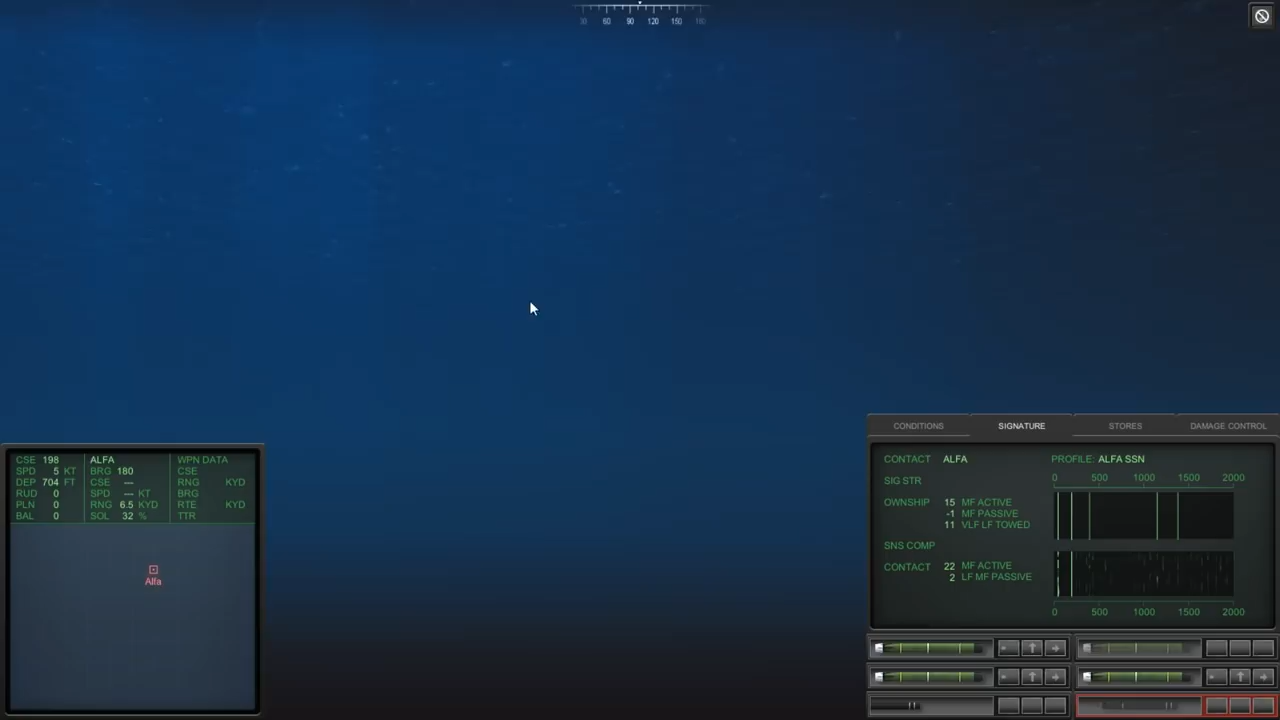 30 60 90 120 150 180
CSE 198 ALFA WPN DATA
SPD 5 KT BRG 180 CSE
DEP 704 FT CSE --- RNG KYD
RUD 0 SPD --- KT BRG
PLN 0 RNG 6.5 KYD RTE KYD
BAL 0 SOL 32 % TTR
Alfa
CONDITIONS SIGNATURE STORES DAMAGE CONTROL
CONTACT ALFA PROFILE: ALFA SSN
SIG STR 0 500 1000 1500 2000
OWNSHIP 15 MF ACTIVE
-1 MF PASSIVE
11 VLF LF TOWED
SNS COMP
CONTACT 22 MF ACTIVE
2 LF MF PASSIVE
0 500 1000 1500 2000